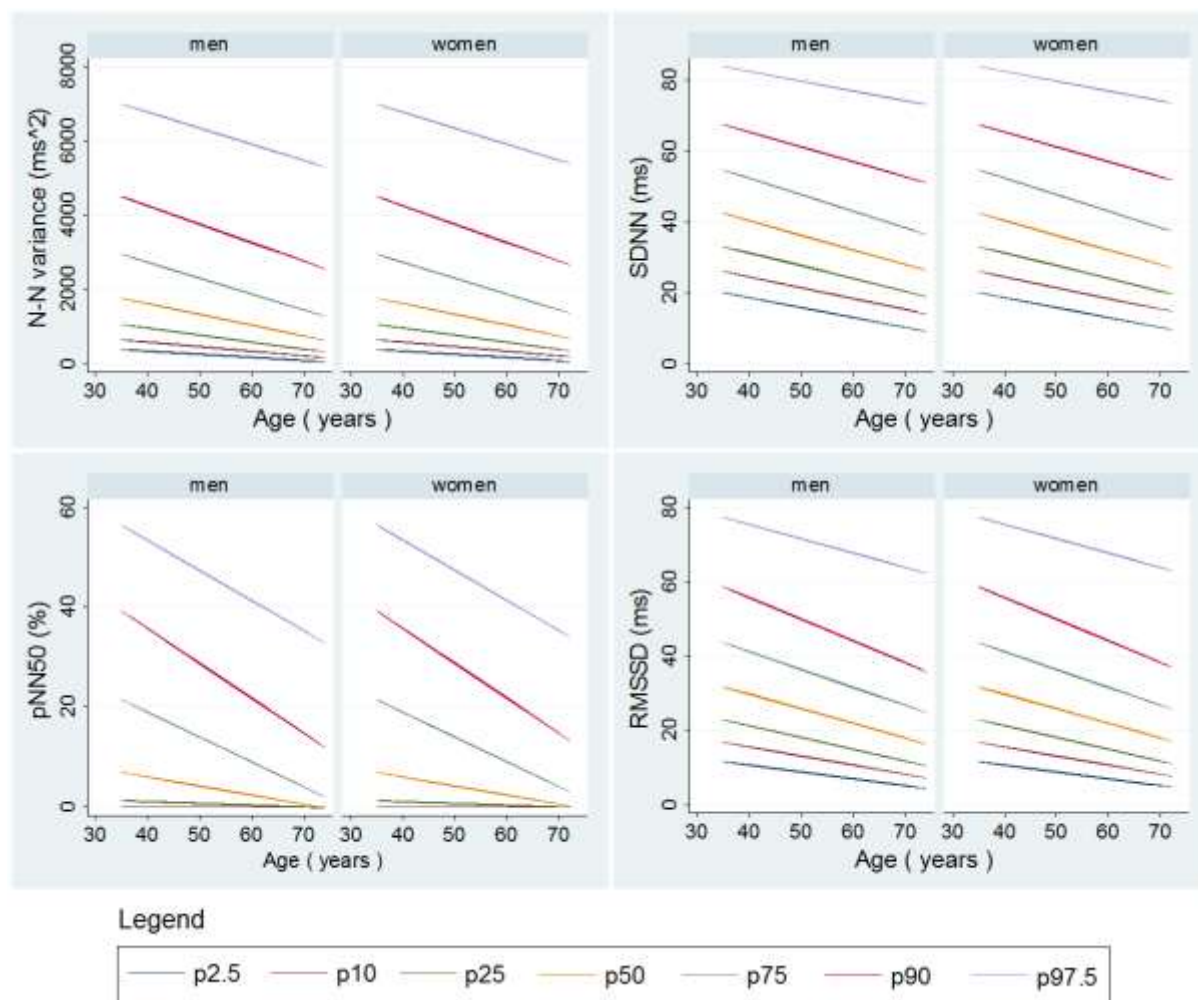 men women
N-N variance (ms^2)
8000
6000
4000
2000
0
30 40 50 60 70 30 40 50 60 70
Age ( years )
men women
SDNN (ms)
80
60
40
20
0
30 40 50 60 70 30 40 50 60 70
Age ( years )
men women
pNN50 (%)
60
40
20
0
30 40 50 60 70 30 40 50 60 70
Age ( years )
men women
RMSSD (ms)
80
60
40
20
0
30 40 50 60 70 30 40 50 60 70
Age ( years )
Legend
p2.5 p10 p25 p50 p75 p90 p97.5